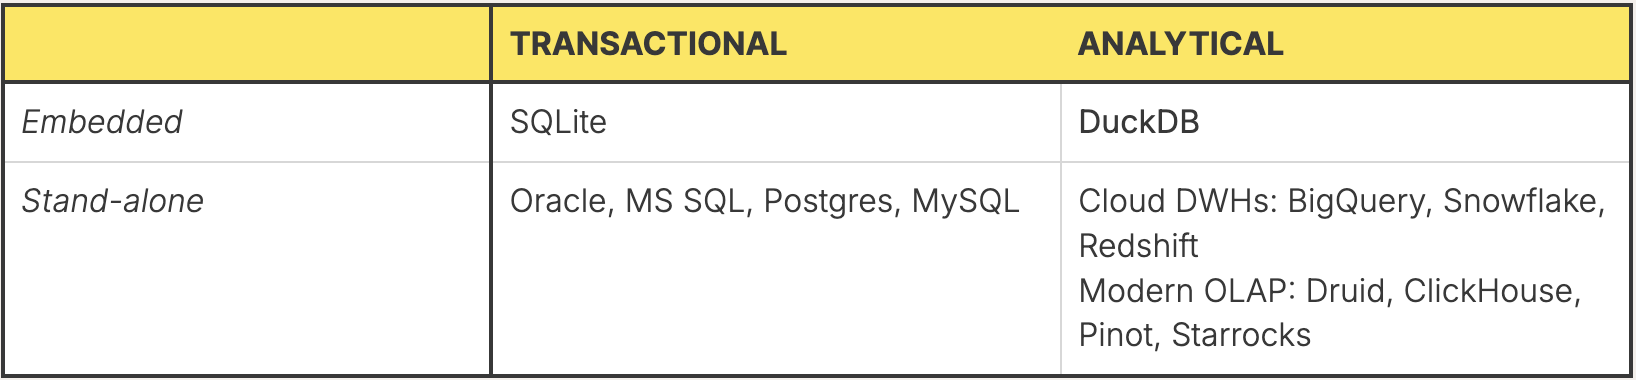 TRANSACTIONAL ANALYTICAL
Embedded SQLite DuckDB
Stand-alone Oracle, MS SQL, Postgres, MySQL Cloud DWHs: BigQuery, Snowflake,
Redshift
Modern OLAP: Druid, ClickHouse,
Pinot, Starrocks